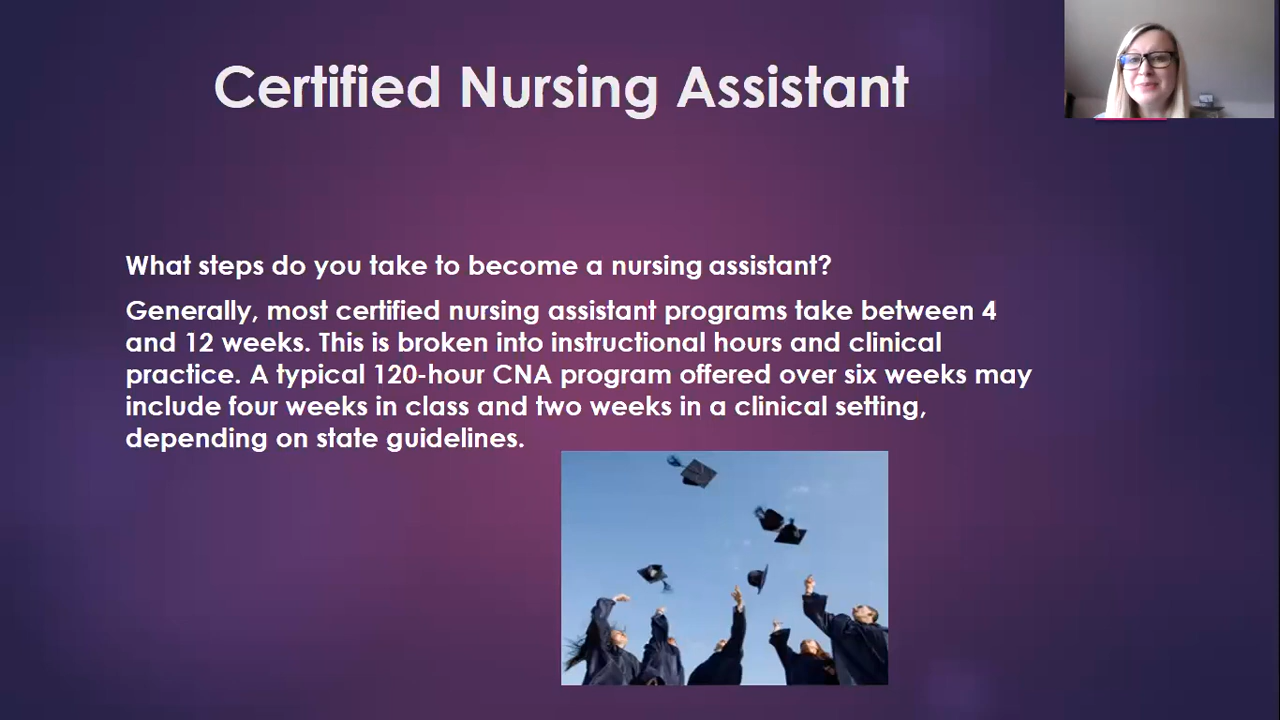 Certified Nursing Assistant
What steps do you take to become a nursing assistant?
Generally, most certified nursing assistant programs take between 4
and 12 weeks. This is broken into instructional hours and clinical
practice. A typical 120-hour CNA program offered over six weeks may
include four weeks in class and two weeks in a clinical setting,
depending on state guidelines.